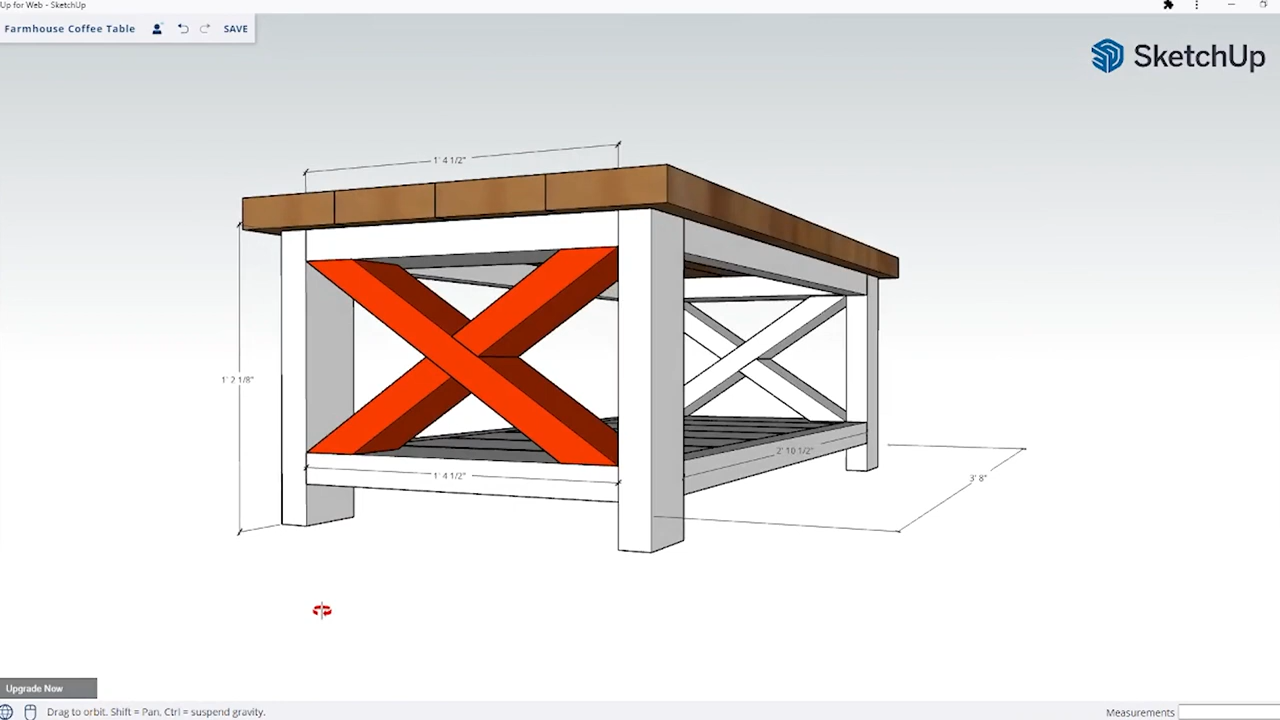 Up for Web - SketchUp
Farmhouse Coffee Table
SAVE
SketchUp
1' 4 1/2"
1' 2 1/8"
1' 4 1/2"
2' 10 1/2"
3' 8"
Upgrade Now
Drag to orbit. Shift = Pan, Ctrl = suspend gravity.
Measurements